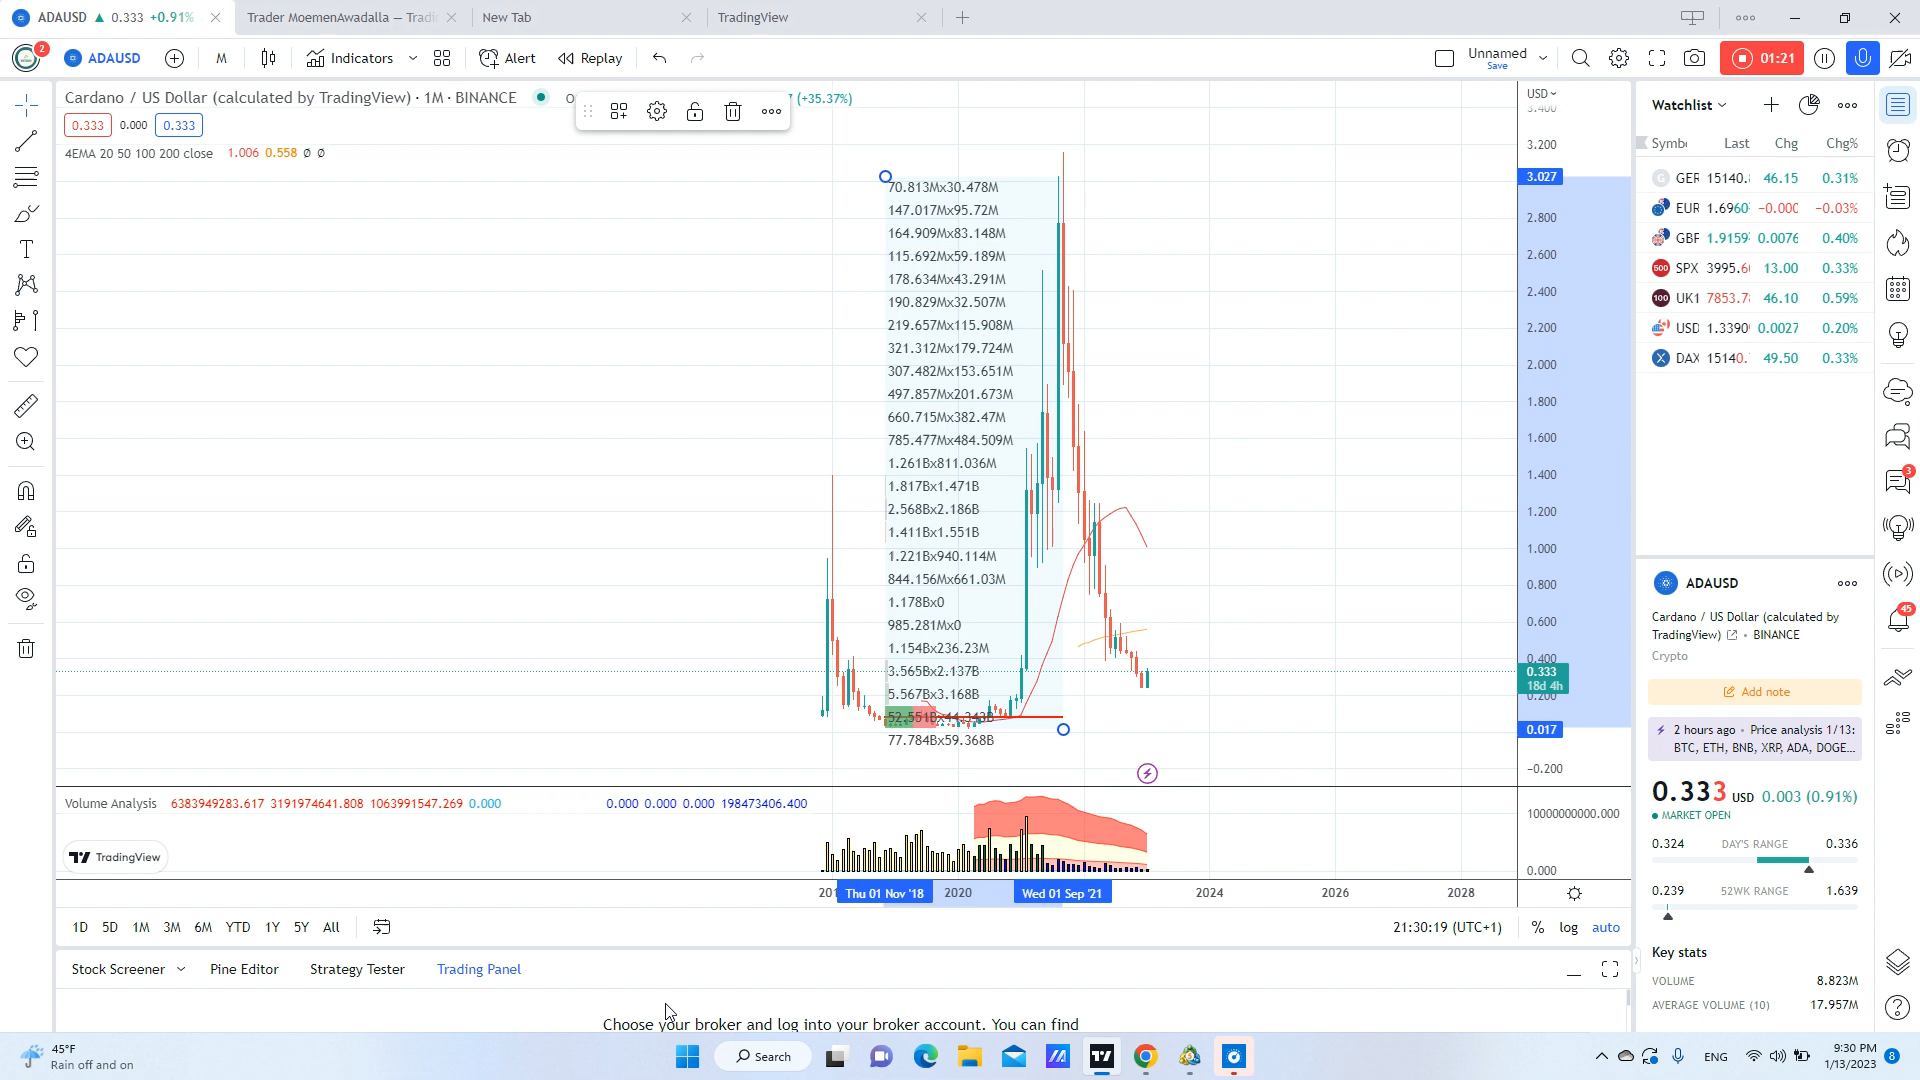 ADAUSD ▲ 0.333 +0.91%
Trader MoemenAwadalla — Tradi
New Tab
TradingView
2
ADAUSD
M
Indicators
Alert
Replay
Unnamed
Save
01:21
Cardano / US Dollar (calculated by TradingView) · 1M · BINANCE
(+35.37%)
0.333 0.000 0.333
4EMA 20 50 100 200 close 1.006 0.558 ∅ ∅
70.813Mx30.478M
147.017Mx95.72M
164.909Mx83.148M
115.692Mx59.189M
178.634Mx43.291M
190.829Mx32.507M
219.657Mx115.908M
321.312Mx179.724M
307.482Mx153.651M
497.857Mx201.673M
660.715Mx382.47M
785.477Mx484.509M
1.261Bx811.036M
1.817Bx1.471B
2.568Bx2.186B
1.411Bx1.551B
1.221Bx940.114M
844.156Mx661.03M
1.178Bx0
985.281Mx0
1.154Bx236.23M
3.565Bx2.137B
5.567Bx3.168B
52.551Bx44.343B
77.784Bx59.368B
USD
3.400
3.200
3.027
2.800
2.600
2.400
2.200
2.000
1.800
1.600
1.400
1.200
1.000
0.800
0.600
0.400
0.333
18d 4h
0.200
0.017
−0.200
Volume Analysis 6383949283.617 3191974641.808 1063991547.269 0.000 0.000 0.000 0.000 198473406.400
10000000000.000
0.000
TradingView
201 Thu 01 Nov '18 2020 Wed 01 Sep '21 2024 2026 2028
1D 5D 1M 3M 6M YTD 1Y 5Y All
21:30:19 (UTC+1) % log auto
Stock Screener Pine Editor Strategy Tester Trading Panel
Choose your broker and log into your broker account. You can find
Watchlist
Symb Last Chg Chg%
GER 15140. 46.15 0.31%
EUR 1.6960 −0.000 −0.03%
GBF 1.9159 0.0076 0.40%
SPX 3995.6 13.00 0.33%
UK1 7853.7 46.10 0.59%
USD 1.3390 0.0027 0.20%
DAX 15140. 49.50 0.33%
ADAUSD
Cardano / US Dollar (calculated by
TradingView) • BINANCE
Crypto
Add note
2 hours ago • Price analysis 1/13:
BTC, ETH, BNB, XRP, ADA, DOGE...
0.333 USD 0.003 (0.91%)
MARKET OPEN
0.324 DAY'S RANGE 0.336
0.239 52WK RANGE 1.639
Key stats
VOLUME 8.823M
AVERAGE VOLUME (10) 17.957M
3
45
45°F
Rain off and on
Search
ENG
9:30 PM
1/13/2023
8